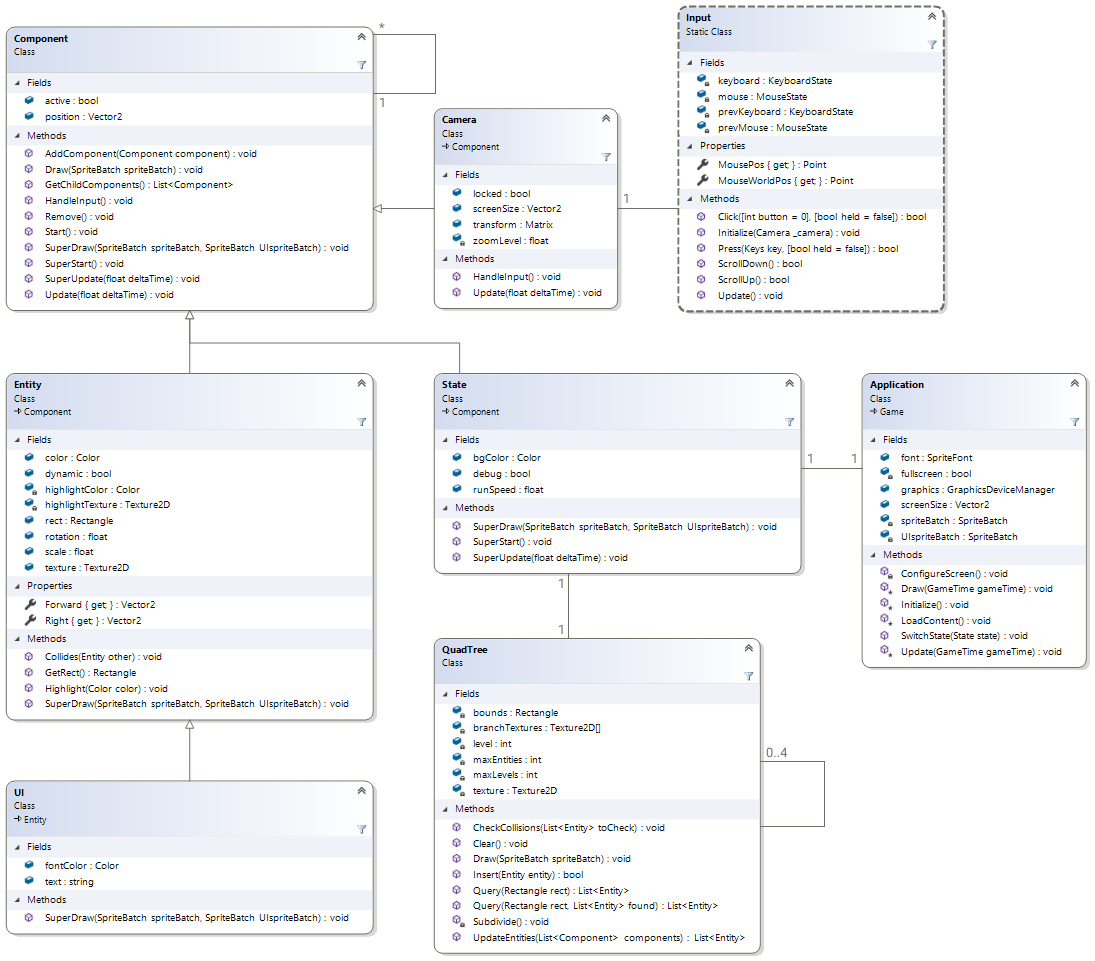 Component
Class
Fields
active : bool
position : Vector2
Methods
AddComponent(Component component) : void
Draw(SpriteBatch spriteBatch) : void
GetChildComponents() : List<Component>
HandleInput() : void
Remove() : void
Start() : void
SuperDraw(SpriteBatch spriteBatch, SpriteBatch UIspriteBatch) : void
SuperStart() : void
SuperUpdate(float deltaTime) : void
Update(float deltaTime) : void
*
1
Camera
Class
Component
Fields
locked : bool
screenSize : Vector2
transform : Matrix
zoomLevel : float
Methods
HandleInput() : void
Update(float deltaTime) : void
1
Input
Static Class
Fields
keyboard : KeyboardState
mouse : MouseState
prevKeyboard : KeyboardState
prevMouse : MouseState
Properties
MousePos { get; } : Point
MouseWorldPos { get; } : Point
Methods
Click([int button = 0], [bool held = false]) : bool
Initialize(Camera _camera) : void
Press(Keys key, [bool held = false]) : bool
ScrollDown() : bool
ScrollUp() : bool
Update() : void
Entity
Class
Component
Fields
color : Color
dynamic : bool
highlightColor : Color
highlightTexture : Texture2D
rect : Rectangle
rotation : float
scale : float
texture : Texture2D
Properties
Forward { get; } : Vector2
Right { get; } : Vector2
Methods
Collides(Entity other) : void
GetRect() : Rectangle
Highlight(Color color) : void
SuperDraw(SpriteBatch spriteBatch, SpriteBatch UIspriteBatch) : void
State
Class
Component
Fields
bgColor : Color
debug : bool
runSpeed : float
Methods
SuperDraw(SpriteBatch spriteBatch, SpriteBatch UIspriteBatch) : void
SuperStart() : void
SuperUpdate(float deltaTime) : void
1
1
Application
Class
Game
Fields
font : SpriteFont
fullscreen : bool
graphics : GraphicsDeviceManager
screenSize : Vector2
spriteBatch : SpriteBatch
UIspriteBatch : SpriteBatch
Methods
ConfigureScreen() : void
Draw(GameTime gameTime) : void
Initialize() : void
LoadContent() : void
SwitchState(State state) : void
Update(GameTime gameTime) : void
1
1
QuadTree
Class
Fields
bounds : Rectangle
branchTextures : Texture2D[]
level : int
maxEntities : int
maxLevels : int
texture : Texture2D
Methods
CheckCollisions(List<Entity> toCheck) : void
Clear() : void
Draw(SpriteBatch spriteBatch) : void
Insert(Entity entity) : bool
Query(Rectangle rect) : List<Entity>
Query(Rectangle rect, List<Entity> found) : List<Entity>
Subdivide() : void
UpdateEntities(List<Component> components) : List<Entity>
0..4
UI
Class
Entity
Fields
fontColor : Color
text : string
Methods
SuperDraw(SpriteBatch spriteBatch, SpriteBatch UIspriteBatch) : void